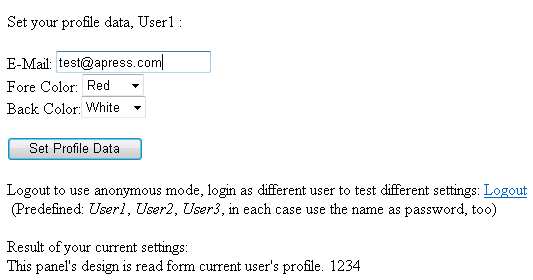 Set your profile data, User1 :
E-Mail: test@apress.com
Fore Color: Red
Back Color: White
Set Profile Data
Logout to use anonymous mode, login as different user to test different settings: Logout
(Predefined: User1, User2, User3, in each case use the name as password, too)
Result of your current settings:
This panel's design is read form current user's profile. 1234